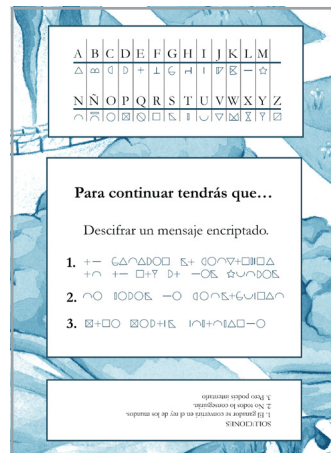 A B C D E F G H I J K L M
N Ñ O P Q R S T U V W X Y Z
Para continuar tendrás que…
Descifrar un mensaje encriptado.
1.
2.
3.
SOLUCIONES:
1. El ganador se convertirá en el rey de los mundos.
2. No todos lo conseguirán.
3. Pero podéis intentarlo